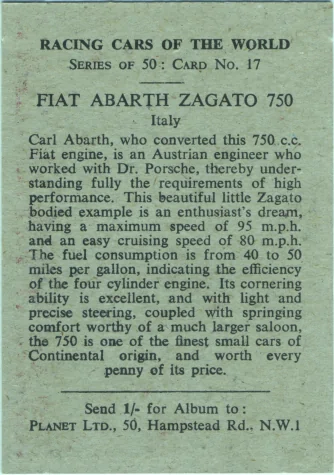 RACING CARS OF THE WORLD
SERIES OF 50: CARD NO. 17
FIAT ABARTH ZAGATO 750
Italy
Carl Abarth, who converted this 750 c.c.
Fiat engine, is an Austrian engineer who
worked with Dr. Porsche, thereby under-
standing fully the requirements of high
performance. This beautiful little Zagato
bodied example is an enthusiast's dream,
having a maximum speed of 95 m.p.h.
and an easy cruising speed of 80 m.p.h.
The fuel consumption is from 40 to 50
miles per gallon, indicating the efficiency
of the four cylinder engine. Its cornering
ability is excellent, and with light and
precise steering, coupled with springing
comfort worthy of a much larger saloon,
the 750 is one of the finest small cars of
Continental origin, and worth every
penny of its price.
Send 1/- for Album to:
PLANET LTD., 50, Hampstead Rd.. N.W.1